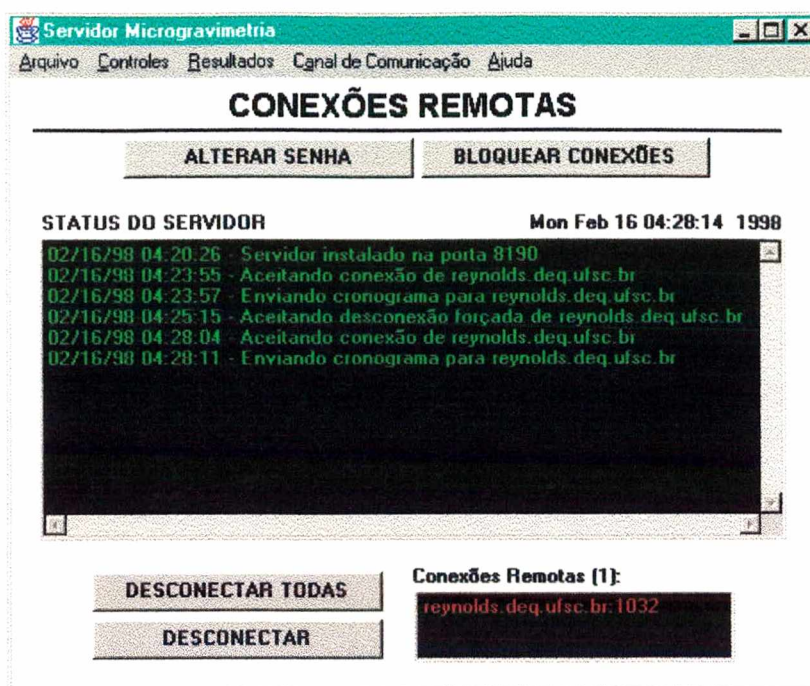 Servidor Microgravimetria
Arquivo Controles Resultados Canal de Comunicação Ajuda
CONEXÕES REMOTAS
ALTERAR SENHA BLOQUEAR CONEXÕES
STATUS DO SERVIDOR Mon Feb 16 04:28:14 1998
02/16/98 04:20:26 - Servidor instalado na porta 8190
02/16/98 04:23:55 - Aceitando conexão de reynolds.deq.ufsc.br
02/16/98 04:23:57 - Enviando cronograma para reynolds.deq.ufsc.br
02/16/98 04:25:15 - Aceitando desconexão forçada de reynolds.deq.ufsc.br
02/16/98 04:28:04 - Aceitando conexão de reynolds.deq.ufsc.br
02/16/98 04:28:11 - Enviando cronograma para reynolds.deq.ufsc.br
DESCONECTAR TODAS Conexões Remotas (1):
reynolds.deq.ufsc.br:1032
DESCONECTAR